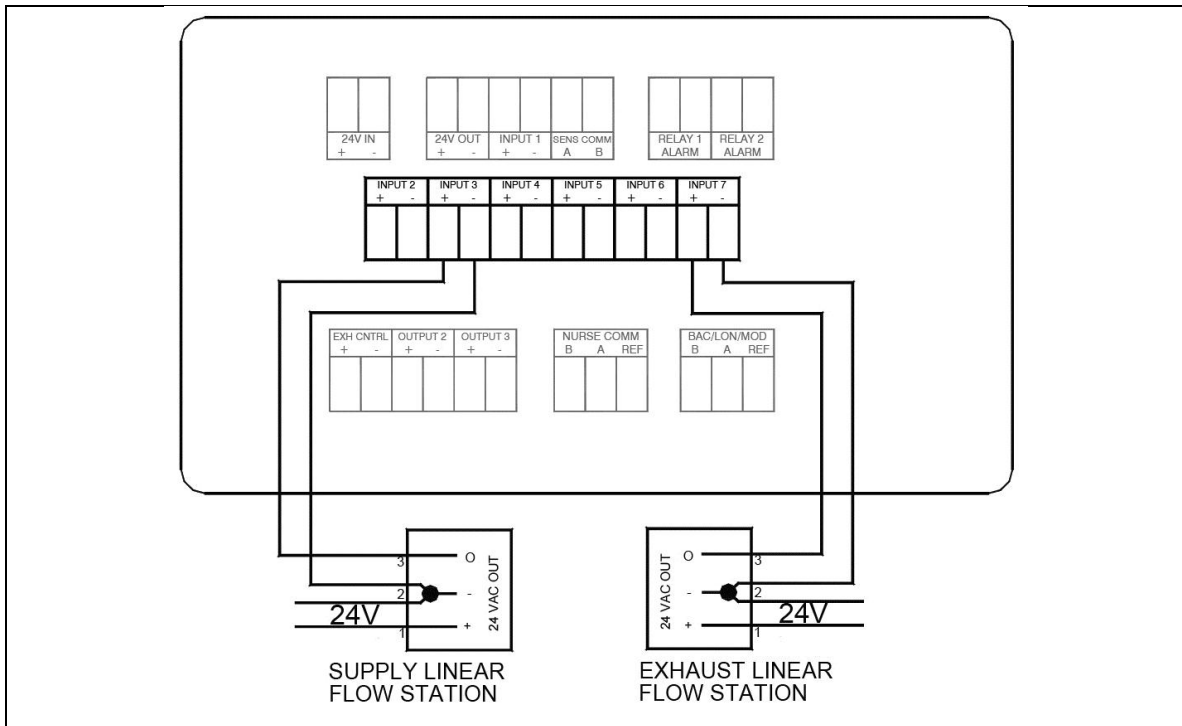 24V IN 24V OUT INPUT 1 SENS COMM RELAY 1 RELAY 2
+ - + - + - A B ALARM ALARM
INPUT 2 INPUT 3 INPUT 4 INPUT 5 INPUT 6 INPUT 7
+ - + - + - + - + - + -
EXH CNTRL OUTPUT 2 OUTPUT 3 NURSE COMM BAC/LON/MOD
+ - + - + - B A REF B A REF
3 O
2 -
1 +
24V
24 VAC OUT
SUPPLY LINEAR
FLOW STATION
O 3
- 2
+ 1
24V
24 VAC OUT
EXHAUST LINEAR
FLOW STATION